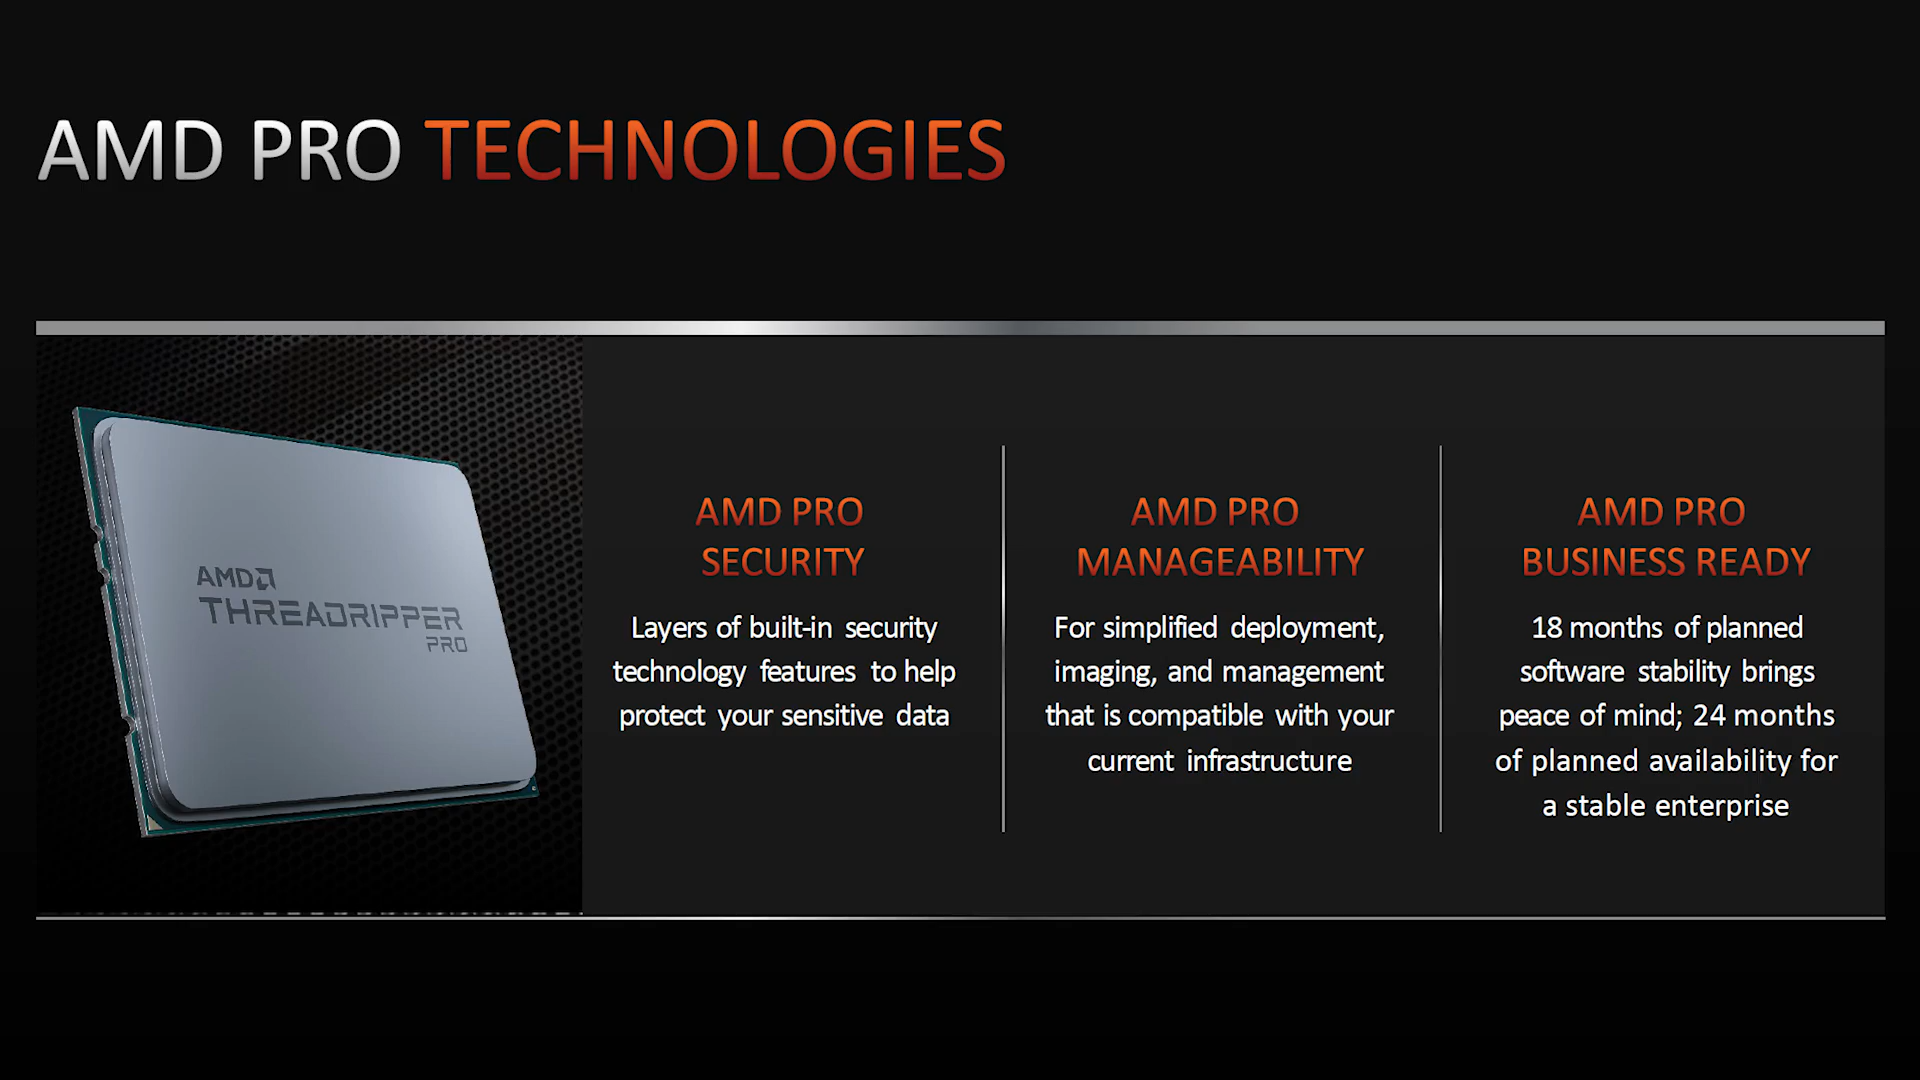 AMD PRO TECHNOLOGIES
AMD
THREADRIPPER
PRO
AMD PRO
SECURITY
Layers of built-in security
technology features to help
protect your sensitive data
AMD PRO
MANAGEABILITY
For simplified deployment,
imaging, and management
that is compatible with your
current infrastructure
AMD PRO
BUSINESS READY
18 months of planned
software stability brings
peace of mind; 24 months
of planned availability for
a stable enterprise